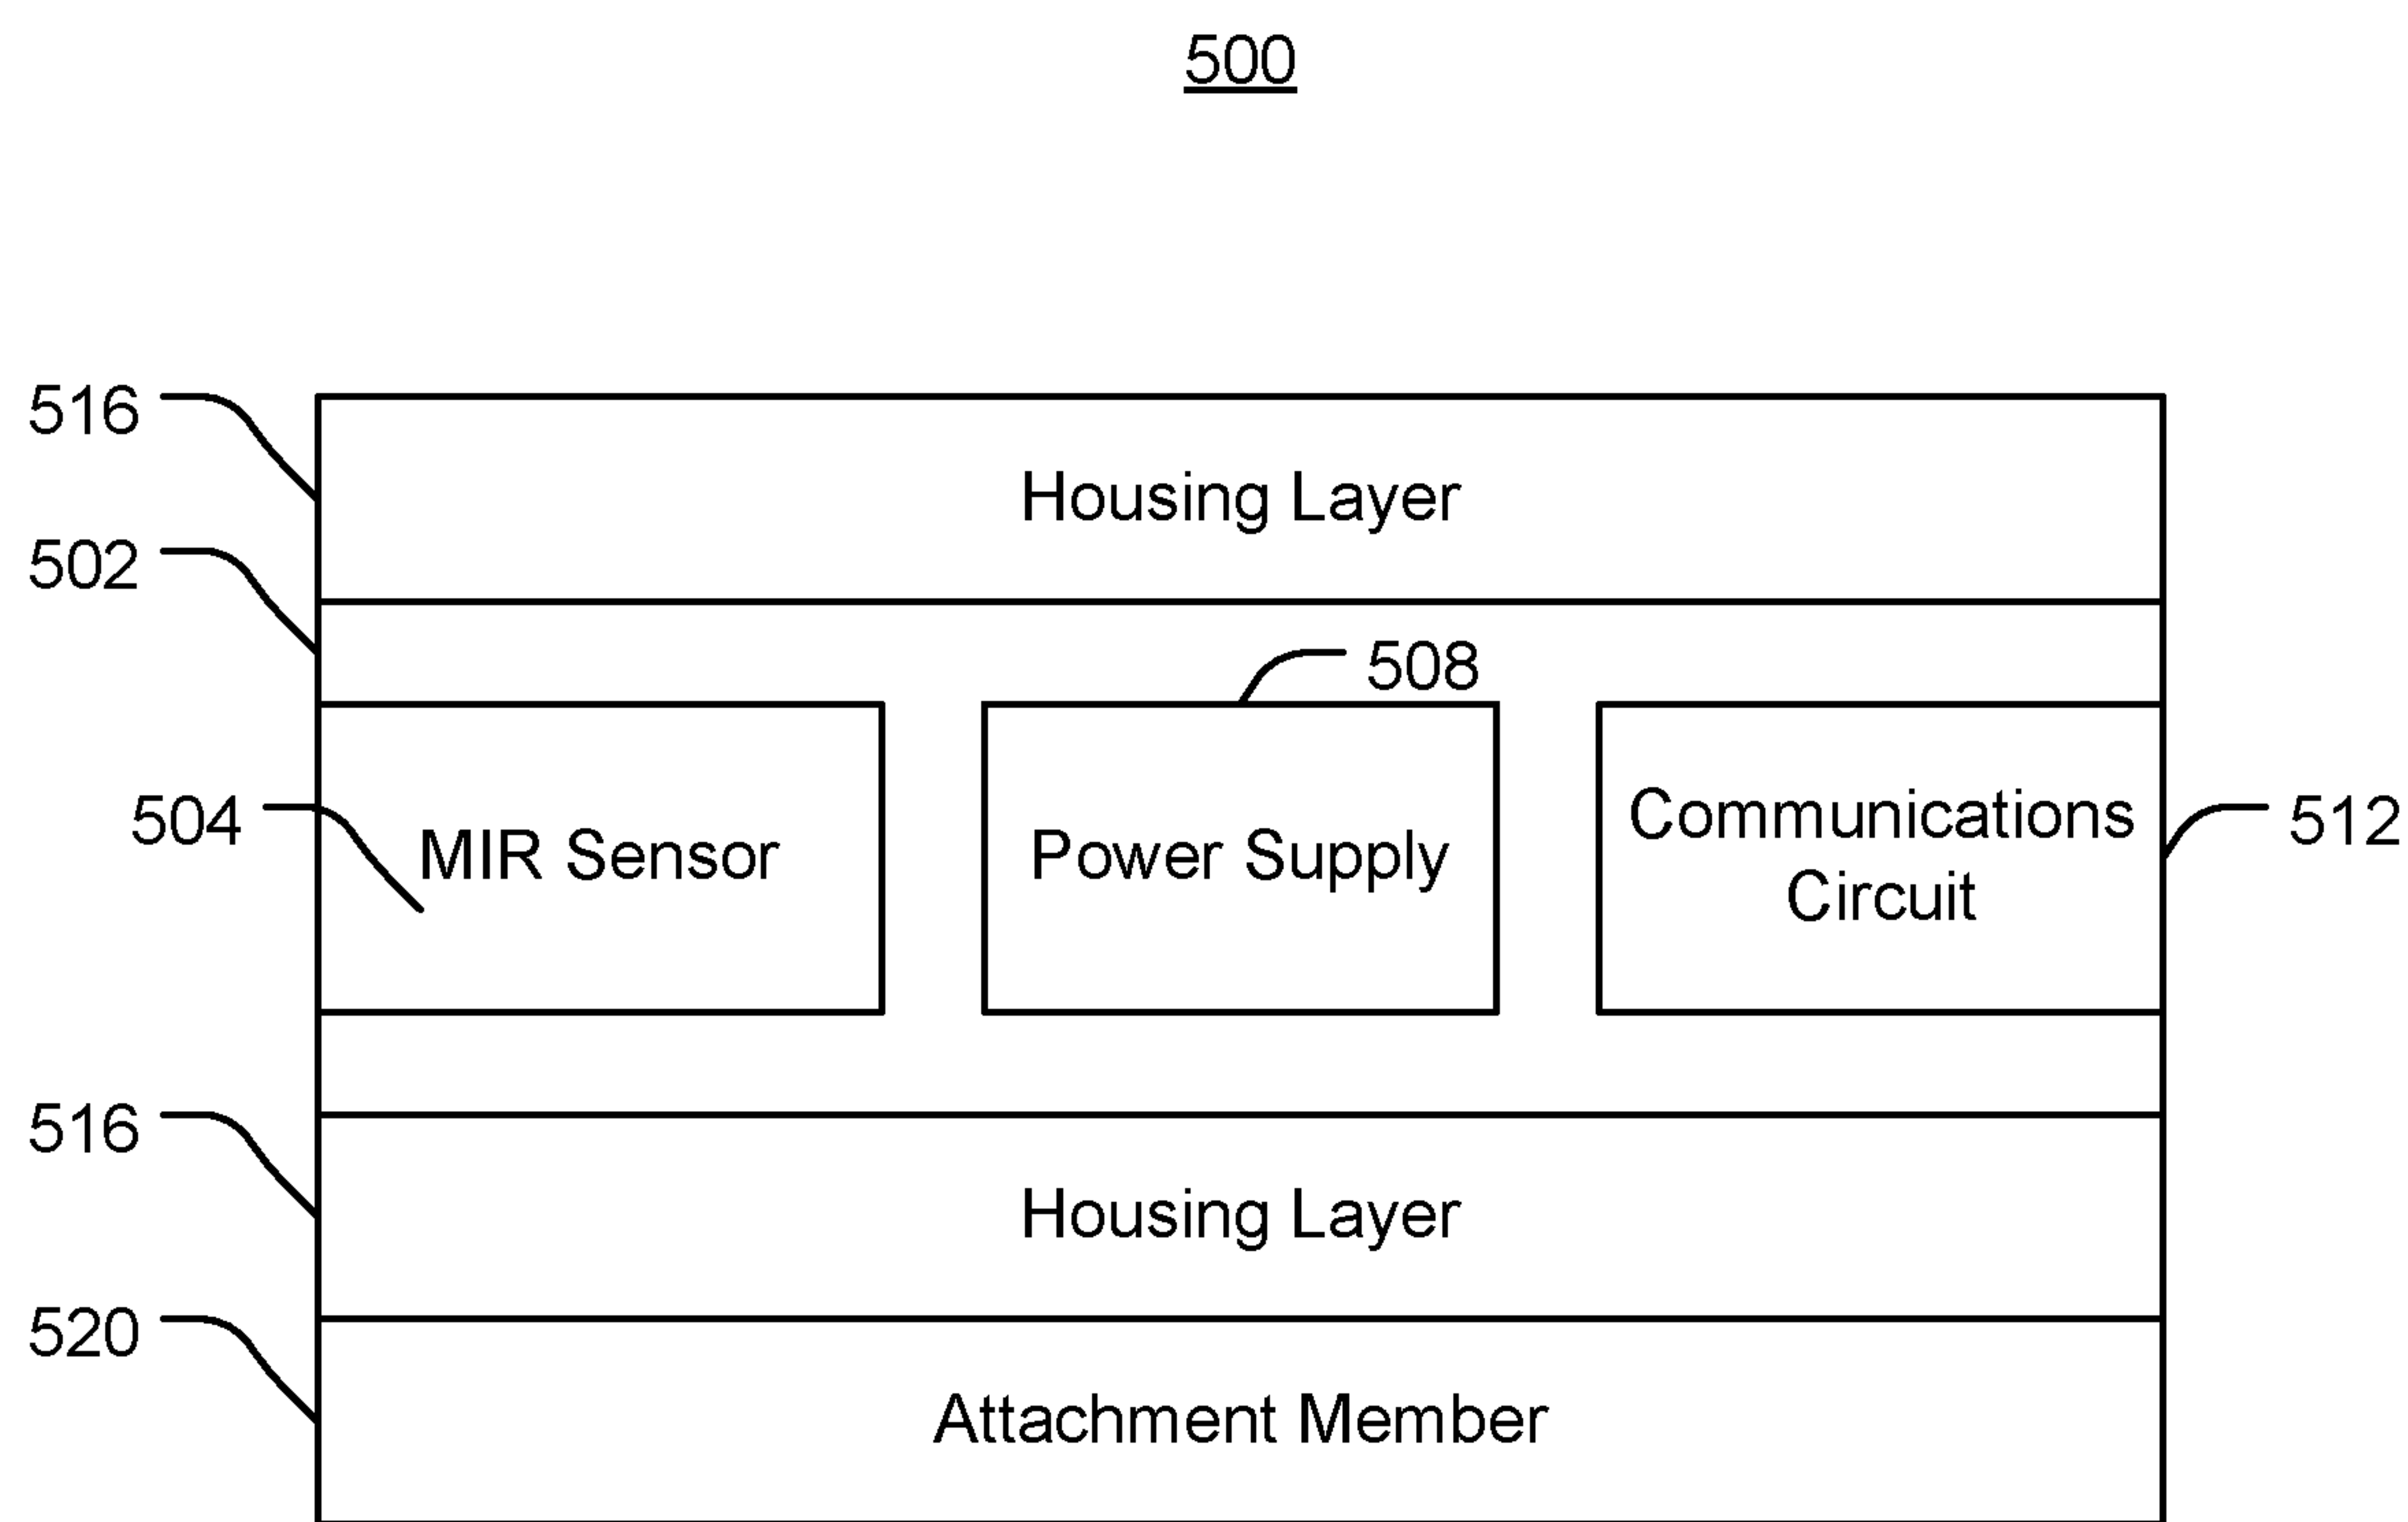 500
516
Housing Layer
502
508
504
MIR Sensor
Power Supply
Communications
Circuit
512
516
Housing Layer
520
Attachment Member